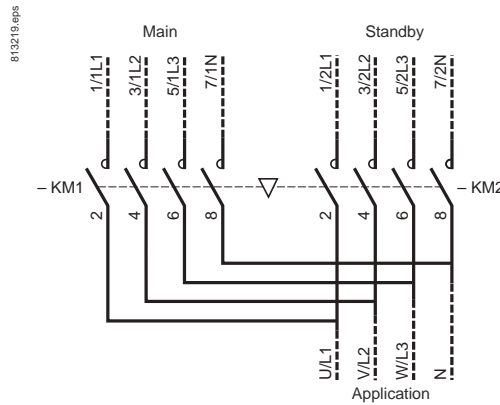 813219.eps
Main
Standby
1/1L1
3/1L2
5/1L3
7/1N
1/2L1
3/2L2
5/2L3
7/2N
– KM1
– KM2
2
4
6
8
2
4
6
8
U/L1
V/L2
W/L3
N
Application